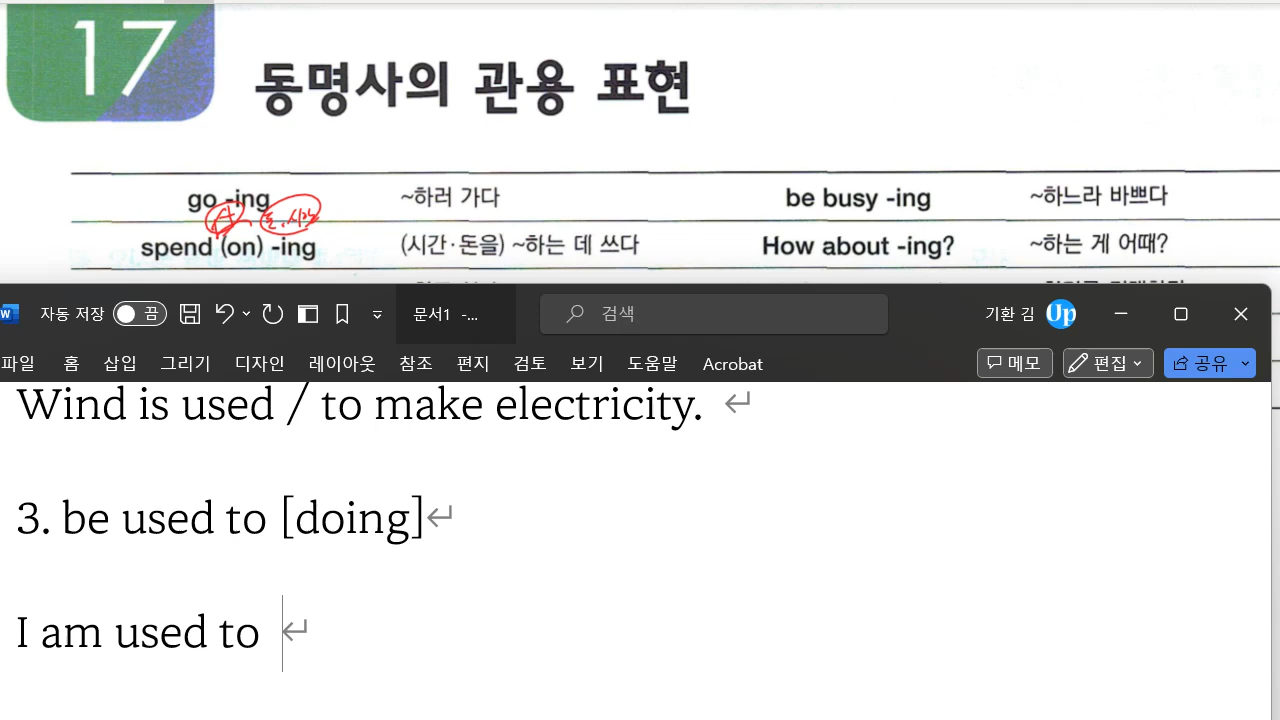 17 동명사의 관용 표현
go -ing ~하러 가다 be busy -ing ~하느라 바쁘다
spend (on) -ing (시간·돈을) ~하는 데 쓰다 How about -ing? ~하는 게 어때?
자동 저장 끔 문서1 -... 검색 기환 김 Up
파일 홈 삽입 그리기 디자인 레이아웃 참조 편지 검토 보기 도움말 Acrobat 메모 편집 공유
Wind is used / to make electricity.
3. be used to [doing]
I am used to